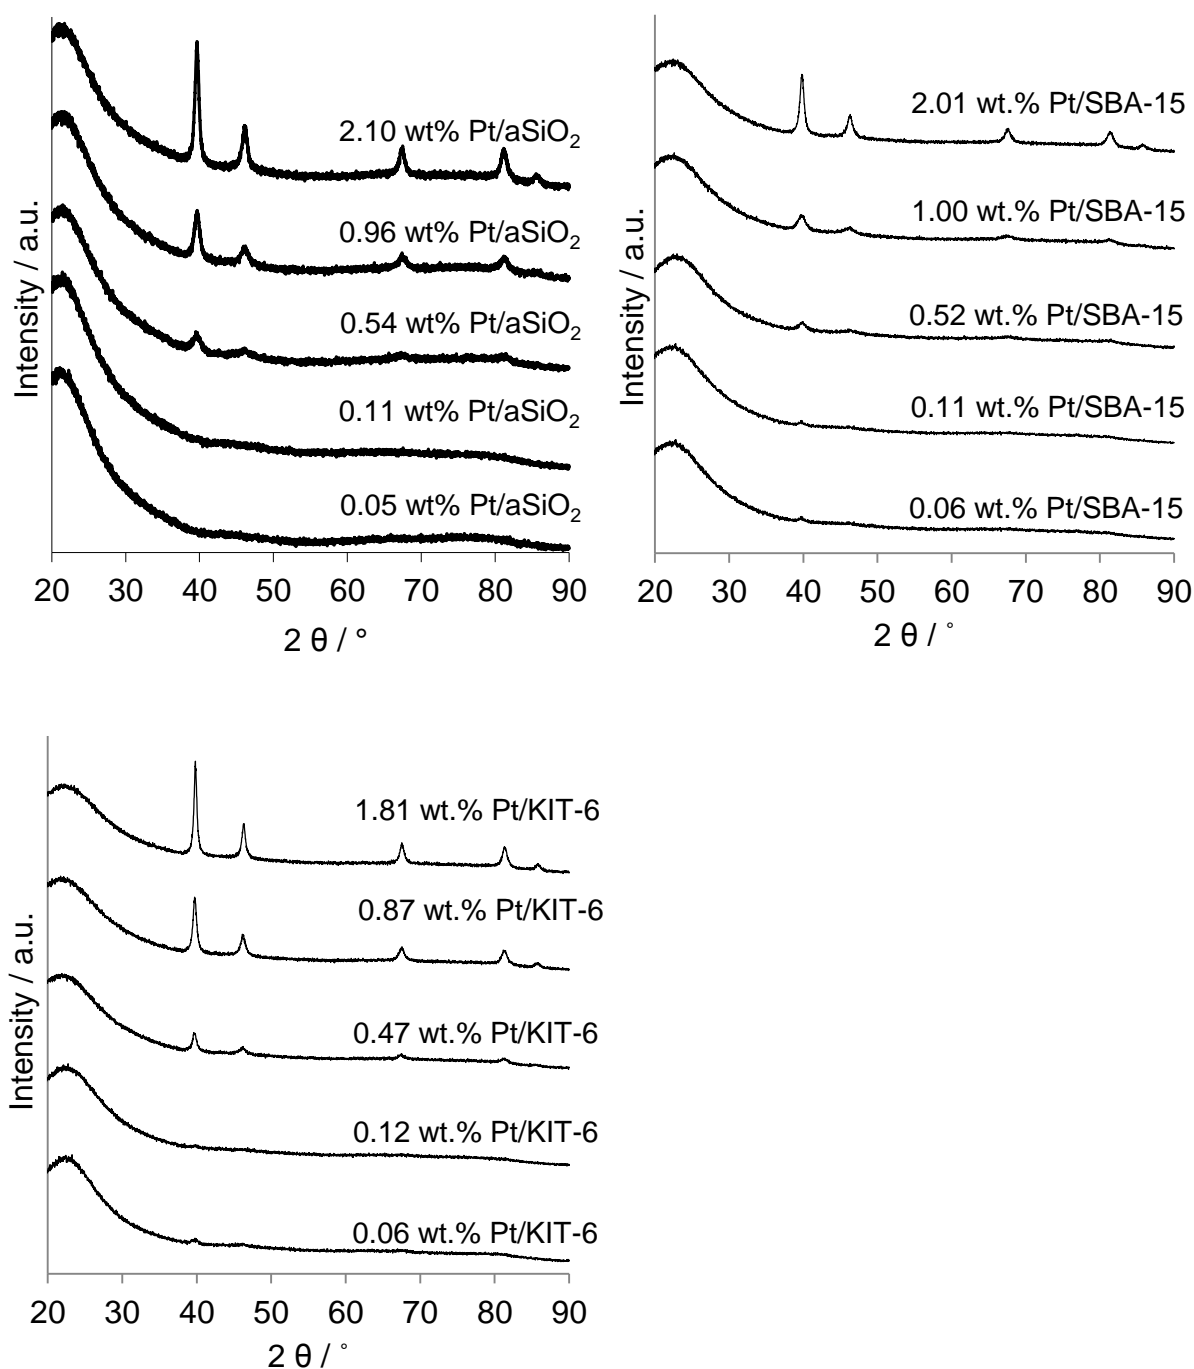 2.10 wt% Pt/aSiO2
0.96 wt% Pt/aSiO2
0.54 wt% Pt/aSiO2
0.11 wt% Pt/aSiO2
0.05 wt% Pt/aSiO2
Intensity / a.u.
20 30 40 50 60 70 80 90
2 θ / °
2.01 wt.% Pt/SBA-15
1.00 wt.% Pt/SBA-15
0.52 wt.% Pt/SBA-15
0.11 wt.% Pt/SBA-15
0.06 wt.% Pt/SBA-15
Intensity / a.u.
20 30 40 50 60 70 80 90
2 θ / °
1.81 wt.% Pt/KIT-6
0.87 wt.% Pt/KIT-6
0.47 wt.% Pt/KIT-6
0.12 wt.% Pt/KIT-6
0.06 wt.% Pt/KIT-6
Intensity / a.u.
20 30 40 50 60 70 80 90
2 θ / °